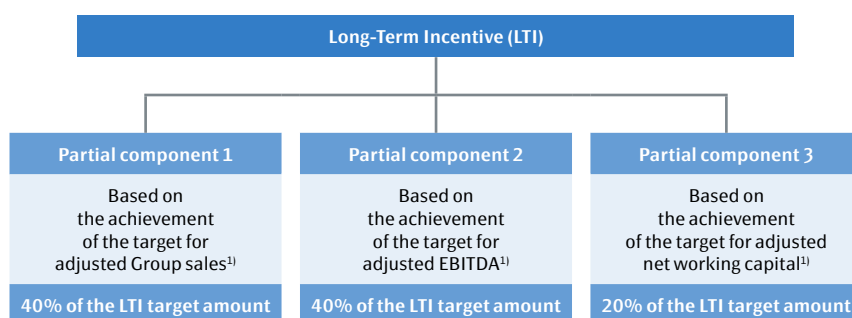 Long-Term Incentive (LTI)
Partial component 1
Based on
the achievement
of the target for
adjusted Group sales¹⁾
40% of the LTI target amount
Partial component 2
Based on
the achievement
of the target for
adjusted EBITDA¹⁾
40% of the LTI target amount
Partial component 3
Based on
the achievement
of the target for adjusted
net working capital¹⁾
20% of the LTI target amount